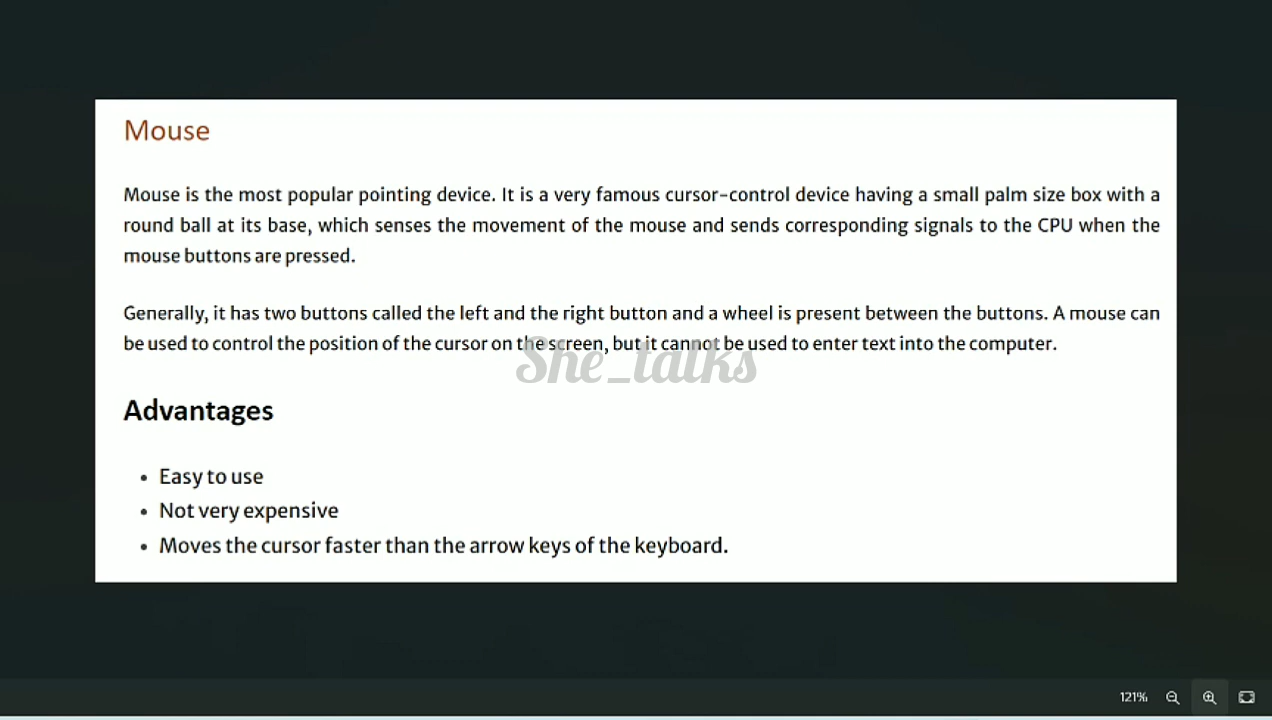 Mouse
Mouse is the most popular pointing device. It is a very famous cursor-control device having a small palm size box with a
round ball at its base, which senses the movement of the mouse and sends corresponding signals to the CPU when the
mouse buttons are pressed.
Generally, it has two buttons called the left and the right button and a wheel is present between the buttons. A mouse can
be used to control the position of the cursor on the screen, but it cannot be used to enter text into the computer.
She_talks
Advantages
• Easy to use
• Not very expensive
• Moves the cursor faster than the arrow keys of the keyboard.
121%